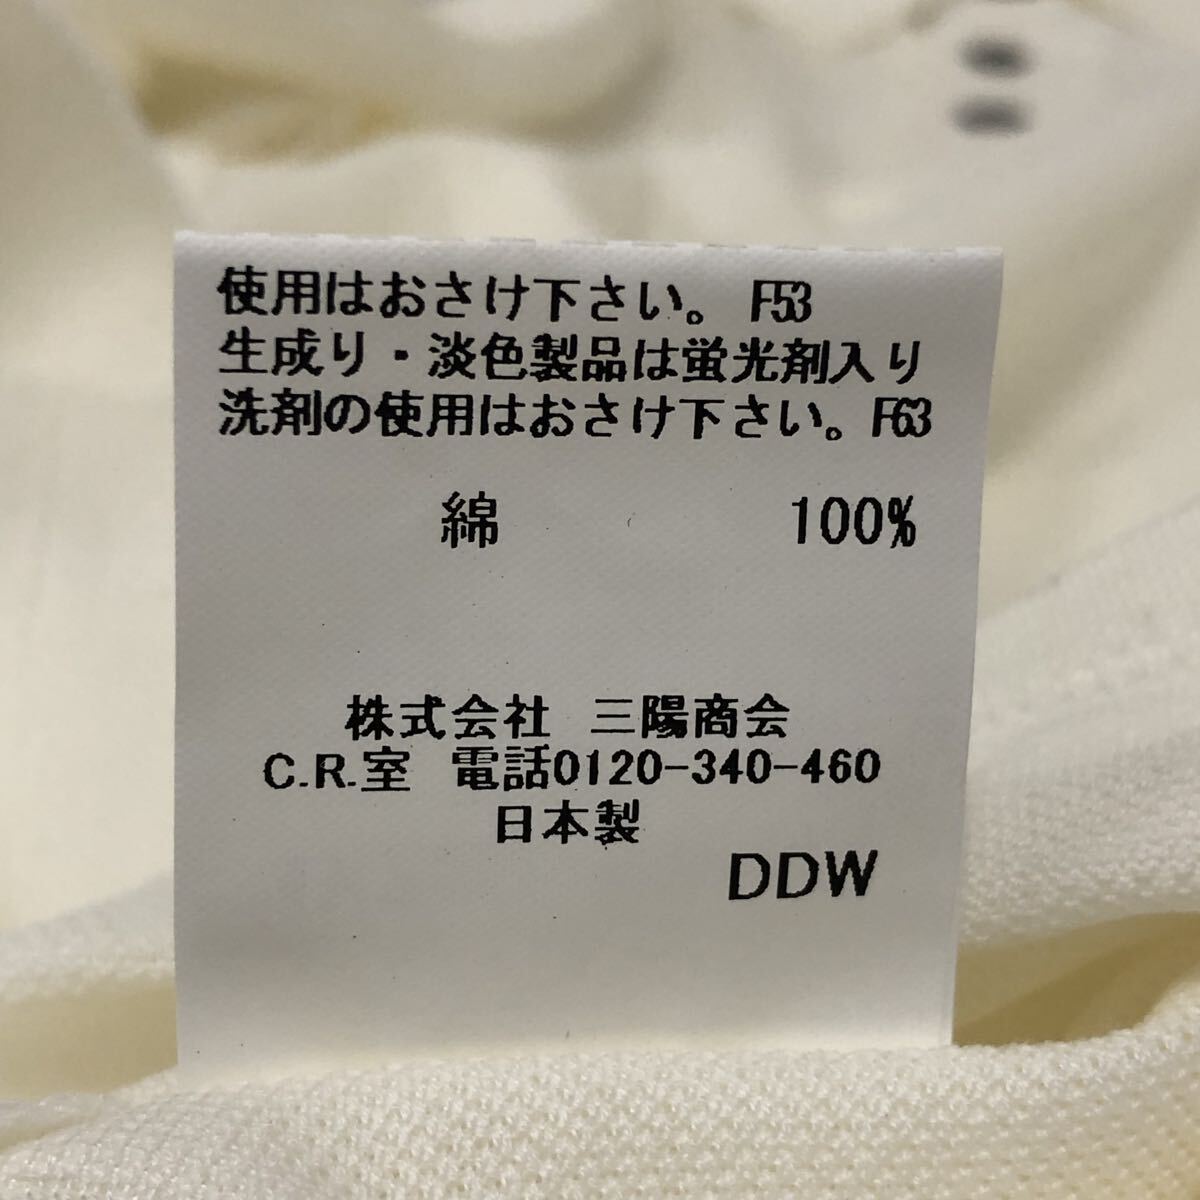 使用はおさけ下さい。F53
生成り・淡色製品は蛍光剤入り
洗剤の使用はおさけ下さい。F63
綿 100%
株式会社 三陽商会
C.R.室 電話0120-340-460
日本製
DDW